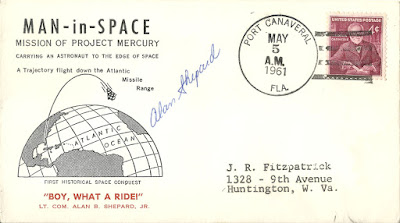 MAN-in-SPACE
MISSION OF PROJECT MERCURY
CARRYING AN ASTRONAUT TO THE EDGE OF SPACE
A Trajectory flight down the Atlantic
Missile
Range
ATLANTIC
OCEAN
FIRST HISTORICAL SPACE CONQUEST
"BOY, WHAT A RIDE!"
LT. COM. ALAN B. SHEPARD, JR.
Alan Shepard
PORT CANAVERAL
MAY
5
A.M.
1961
FLA.
UNITED STATES POSTAGE
4¢
J. R. Fitzpatrick
1328 - 9th Avenue
Huntington, W. Va.